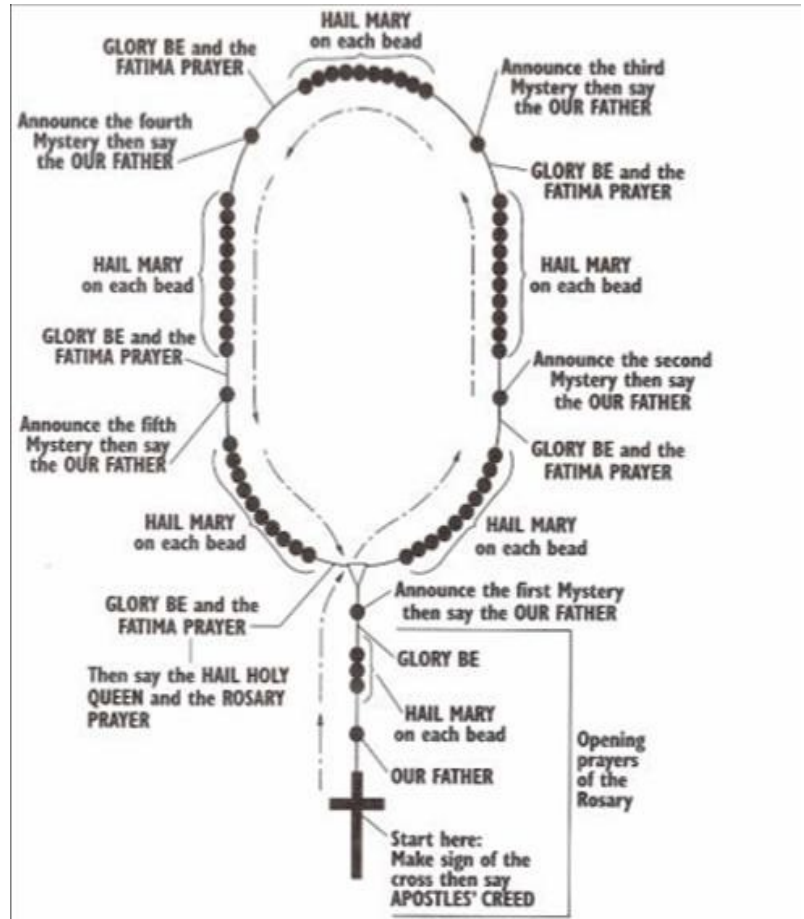 HAIL MARY
on each bead
GLORY BE and the
FATIMA PRAYER
Announce the third
Mystery then say
the OUR FATHER
Announce the fourth
Mystery then say
the OUR FATHER
GLORY BE and the
FATIMA PRAYER
HAIL MARY
on each bead
HAIL MARY
on each bead
GLORY BE and the
FATIMA PRAYER
Announce the second
Mystery then say
the OUR FATHER
Announce the fifth
Mystery then say
the OUR FATHER
GLORY BE and the
FATIMA PRAYER
HAIL MARY
on each bead
HAIL MARY
on each bead
Announce the first Mystery
then say the OUR FATHER
GLORY BE and the
FATIMA PRAYER
GLORY BE
Then say the HAIL HOLY
QUEEN and the ROSARY
PRAYER
HAIL MARY
on each bead
Opening
prayers
of the
Rosary
OUR FATHER
Start here:
Make sign of the
cross then say
APOSTLES' CREED